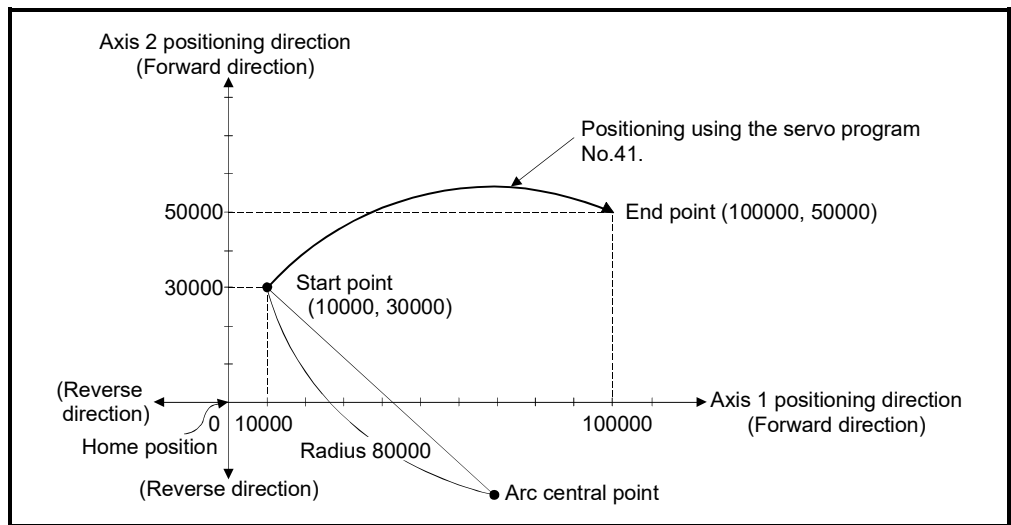 Axis 2 positioning direction
(Forward direction)
Positioning using the servo program
No.41.
50000
End point (100000, 50000)
Start point
(10000, 30000)
30000
(Reverse
direction)
Axis 1 positioning direction
(Forward direction)
0
10000
100000
Home position
Radius 80000
(Reverse direction)
Arc central point